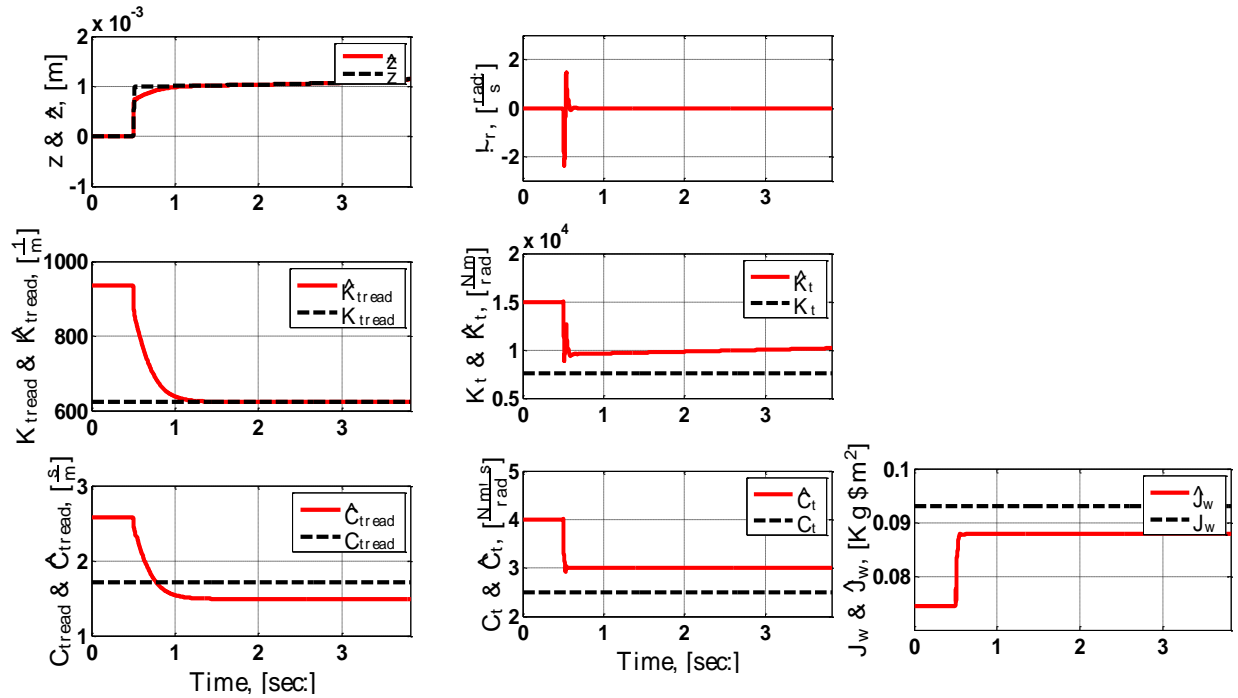 x 10⁻³
z & ẑ, [m]
2
1
0
-1
ẑ
z
0 1 2 3
[rad/s]
2
0
-2
0 1 2 3
K_tread & K̂_tread, [1/m]
1000
800
600
K̂_tread
K_tread
0 1 2 3
x 10⁴
K_t & K̂_t, [Nm/rad]
2
1.5
1
0.5
K̂_t
K_t
0 1 2 3
C_tread & Ĉ_tread, [s/m]
3
2
1
Ĉ_tread
C_tread
0 1 2 3
Time, [sec:]
C_t & Ĉ_t, [Nm!s/rad]
5
4
3
2
Ĉ_t
C_t
0 1 2 3
Time, [sec:]
J_w & Ĵ_w, [Kg$m²]
0.1
0.09
0.08
Ĵ_w
J_w
0 1 2 3